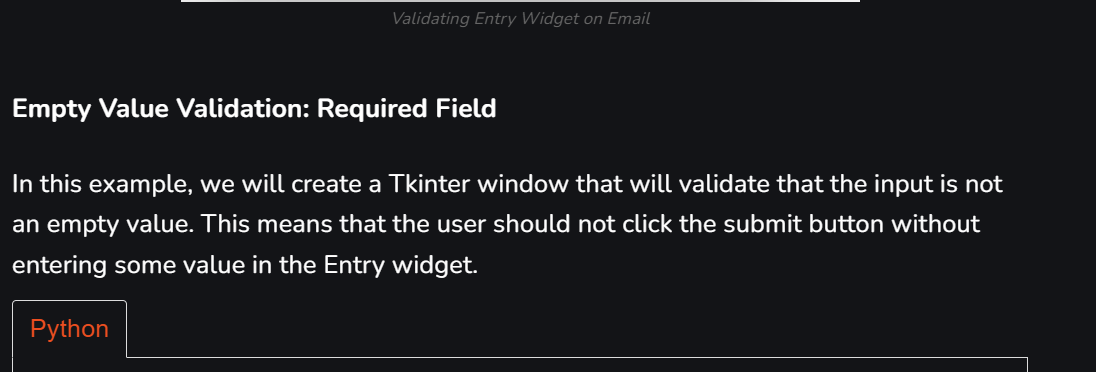 Validating Entry Widget on Email
Empty Value Validation: Required Field
In this example, we will create a Tkinter window that will validate that the input is not
an empty value. This means that the user should not click the submit button without
entering some value in the Entry widget.
Python